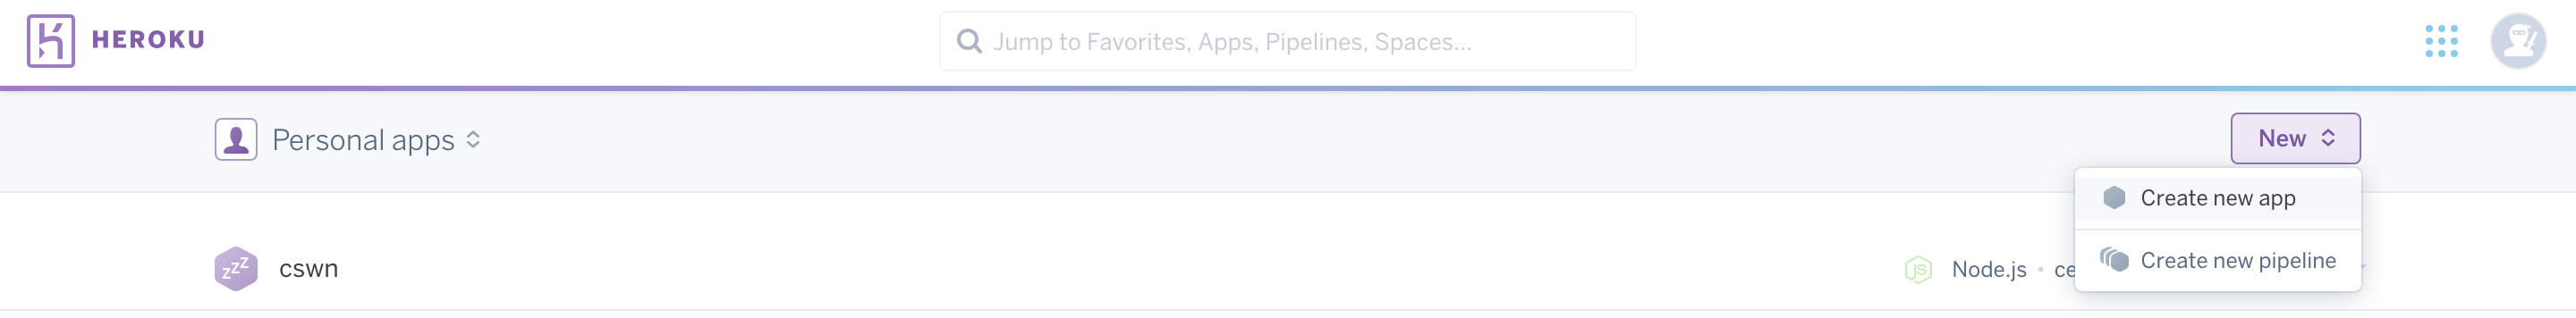 HEROKU
Jump to Favorites, Apps, Pipelines, Spaces...
Personal apps
New
Create new app
zzz cswn
Node.js •
Create new pipeline